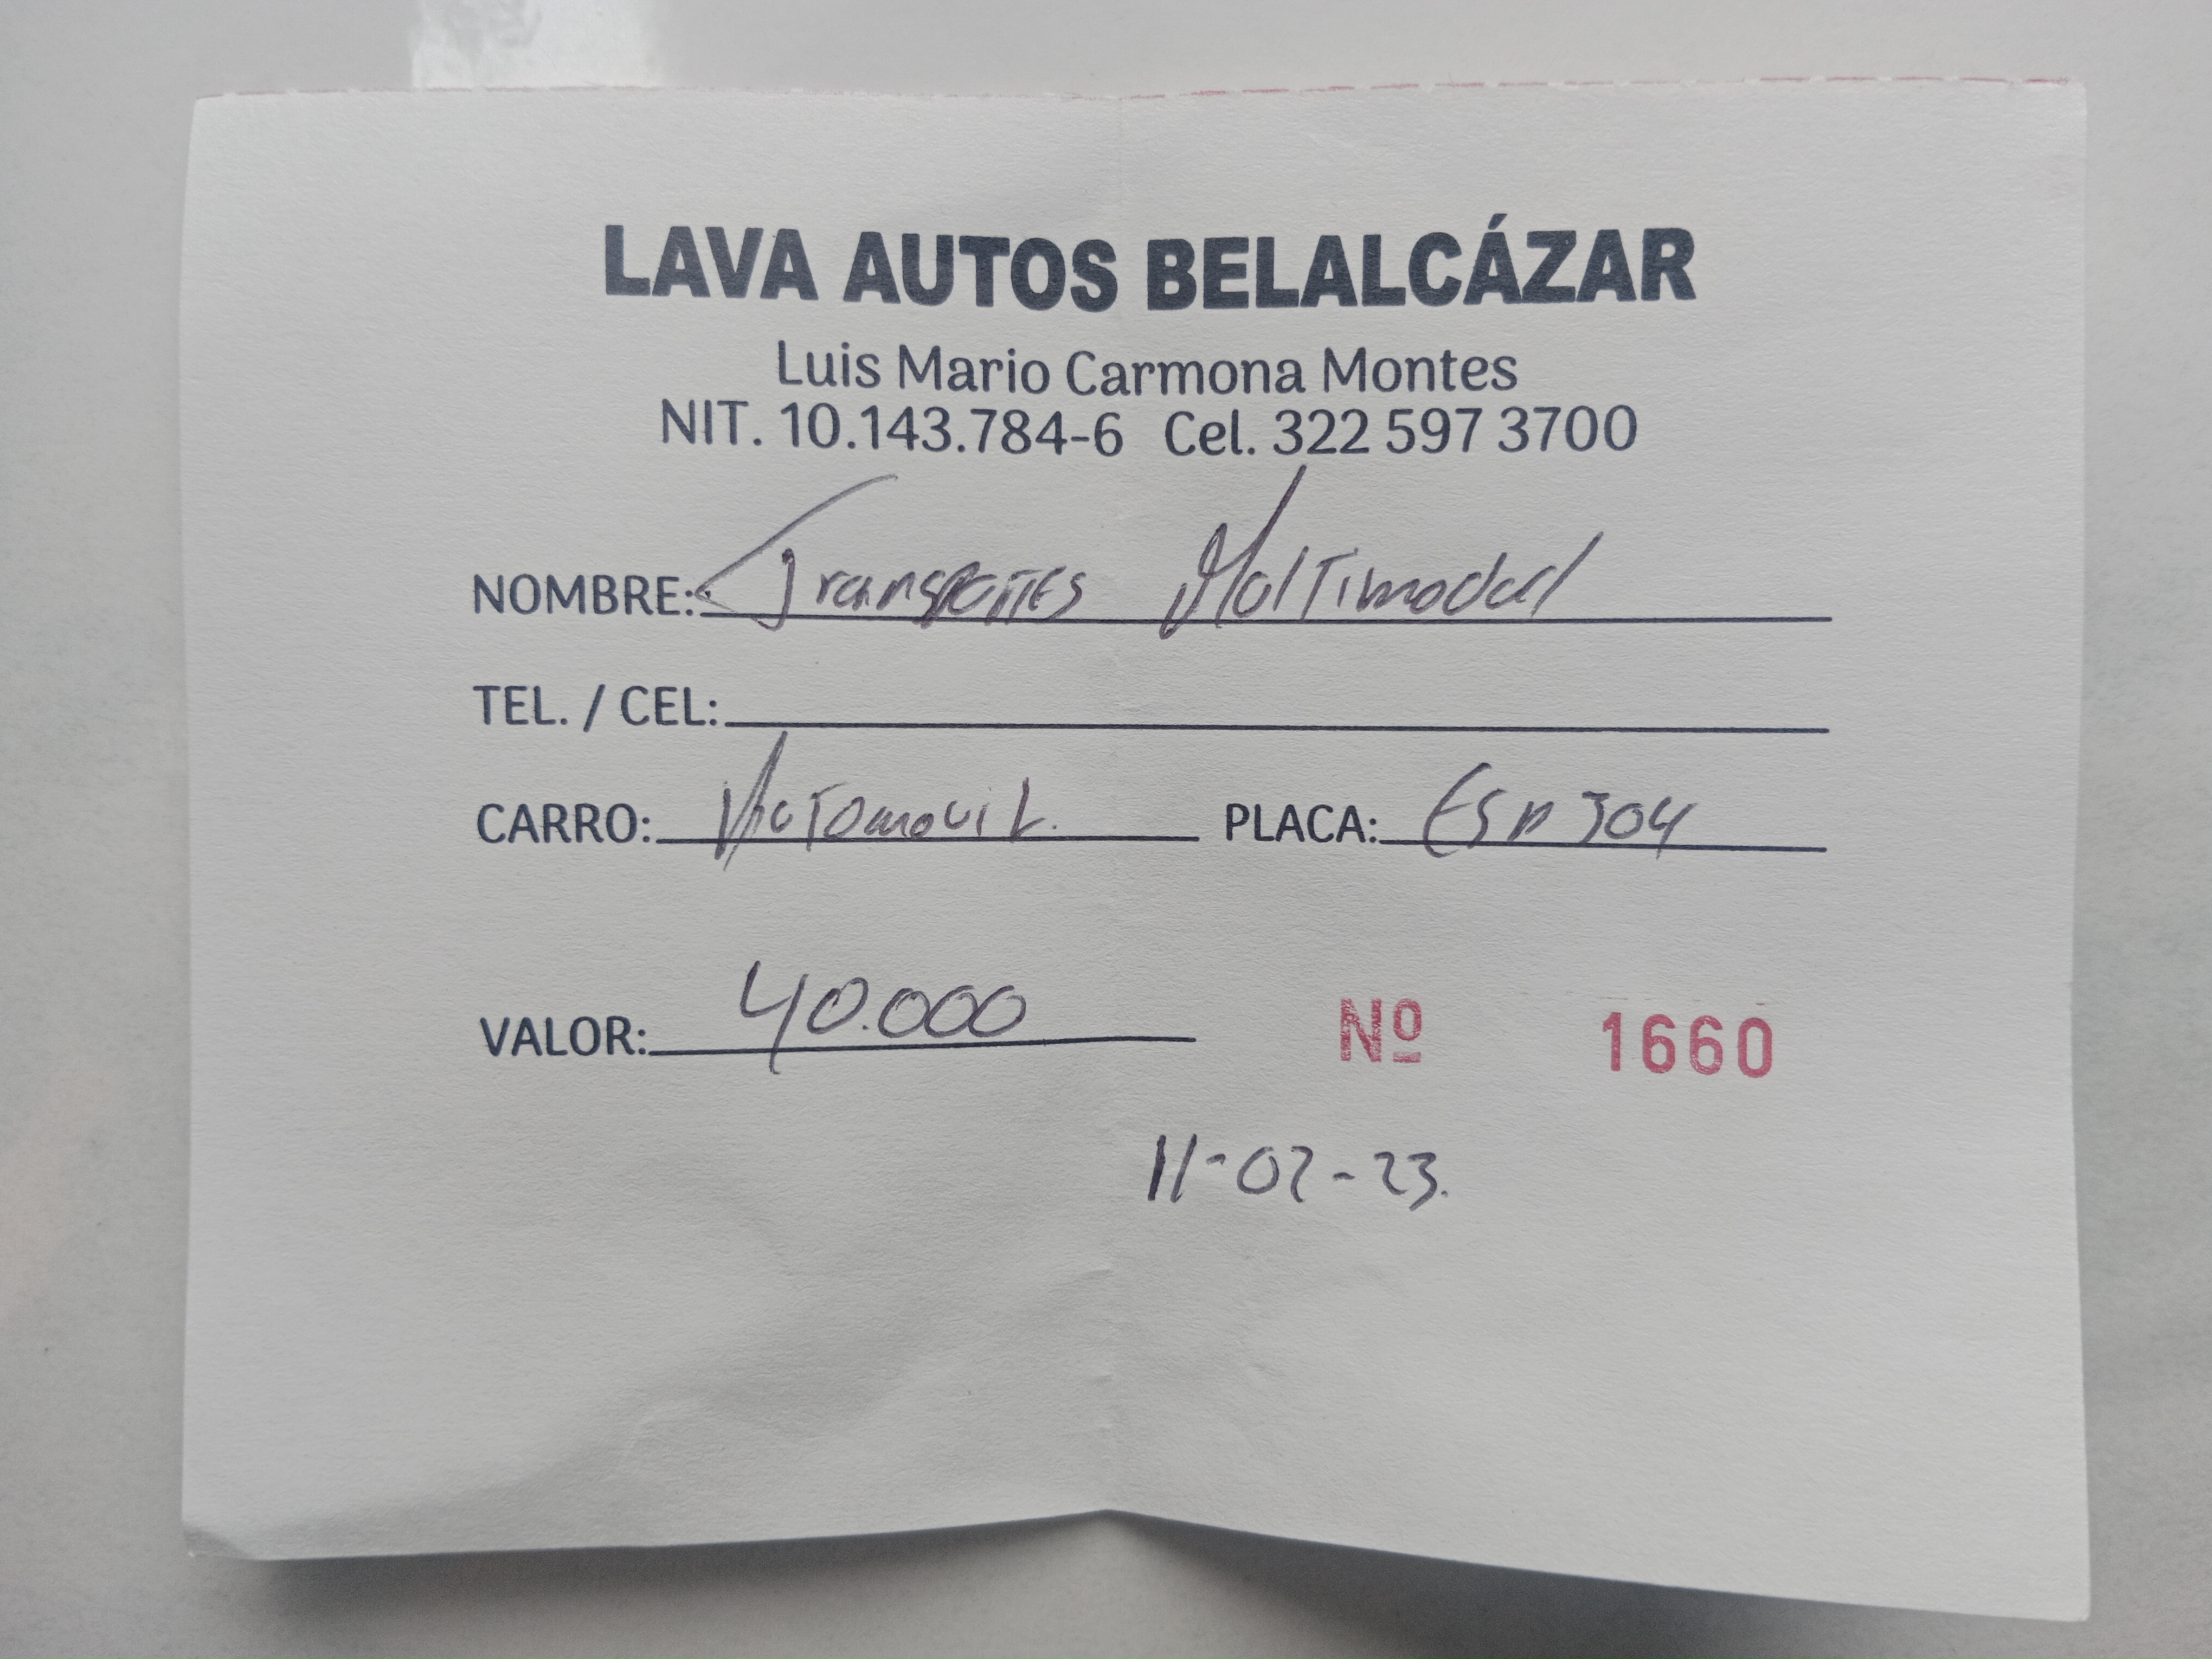 LAVA AUTOS BELALCÁZAR
Luis Mario Carmona Montes
NIT. 10.143.784-6 Cel. 322 597 3700
NOMBRE: Transportes Multimodal
TEL. / CEL:
CARRO: Automovil. PLACA: 304
VALOR: 40.000 Nº 1660
11-02-23.